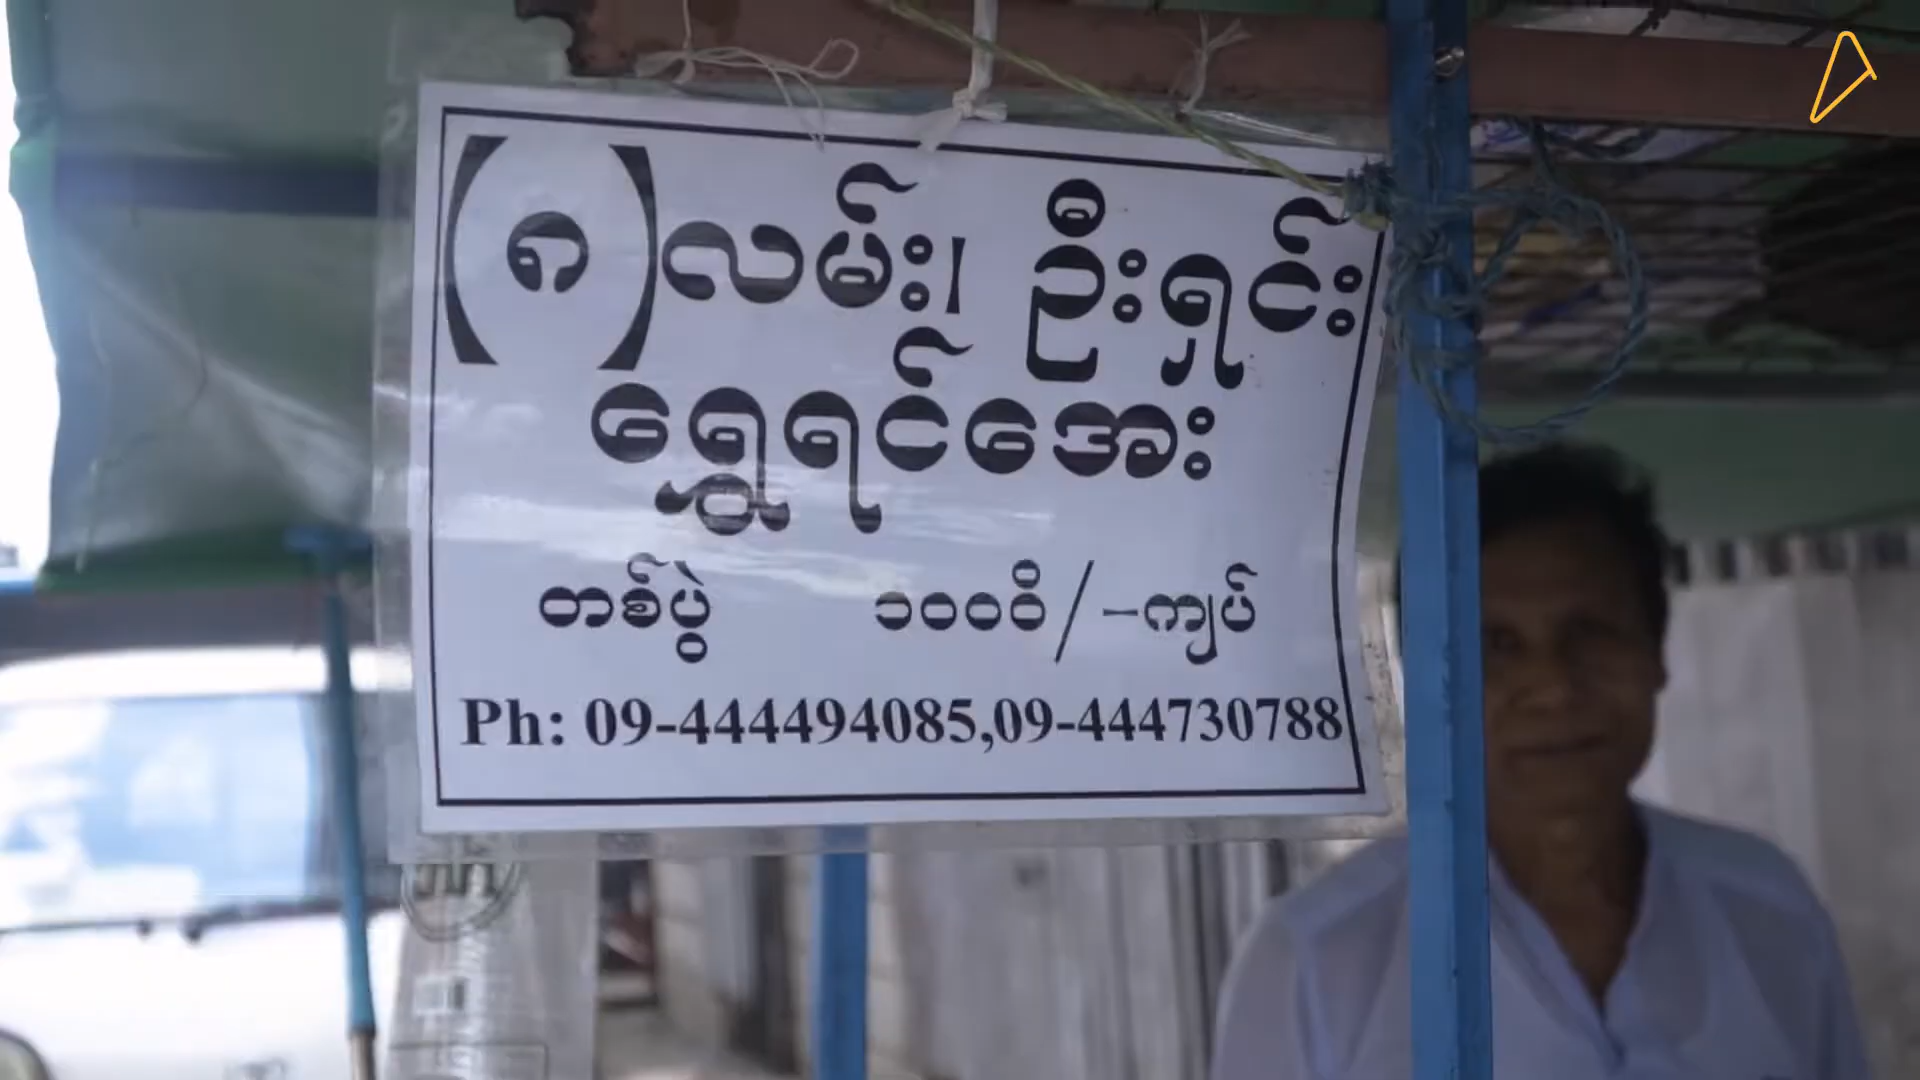 (၈)လမ်း၊ ဦးရှင်း
ရွှေရင်အေး
တစ်ပွဲ ၁၀၀ဝိ/-ကျပ်
Ph: 09-444494085,09-444730788